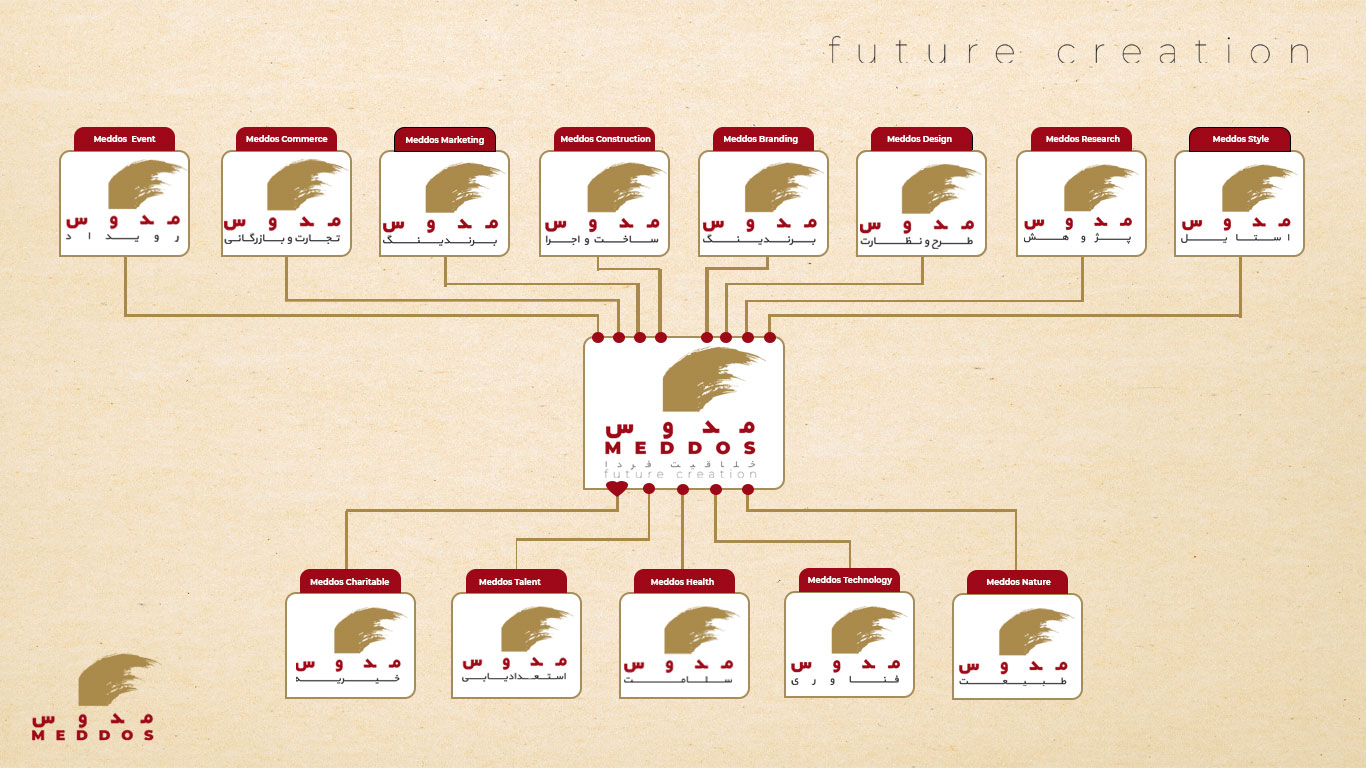 future creation
Meddos Event
مدوس
رویداد
Meddos Commerce
مدوس
تجارت و بازرگانی
Meddos Marketing
مدوس
برندینگ
Meddos Construction
مدوس
ساخت و اجرا
Meddos Branding
مدوس
برندینگ
Meddos Design
مدوس
طرح و نظارت
Meddos Research
مدوس
پژوهش
Meddos Style
مدوس
استایل
مدوس
MEDDOS
خلاقیت فردا
future creation
Meddos Charitable
مدوس
خیریه
Meddos Talent
مدوس
استعدادیابی
Meddos Health
مدوس
سلامت
Meddos Technology
مدوس
فناوری
Meddos Nature
مدوس
طبیعت
مدوس
MEDDOS